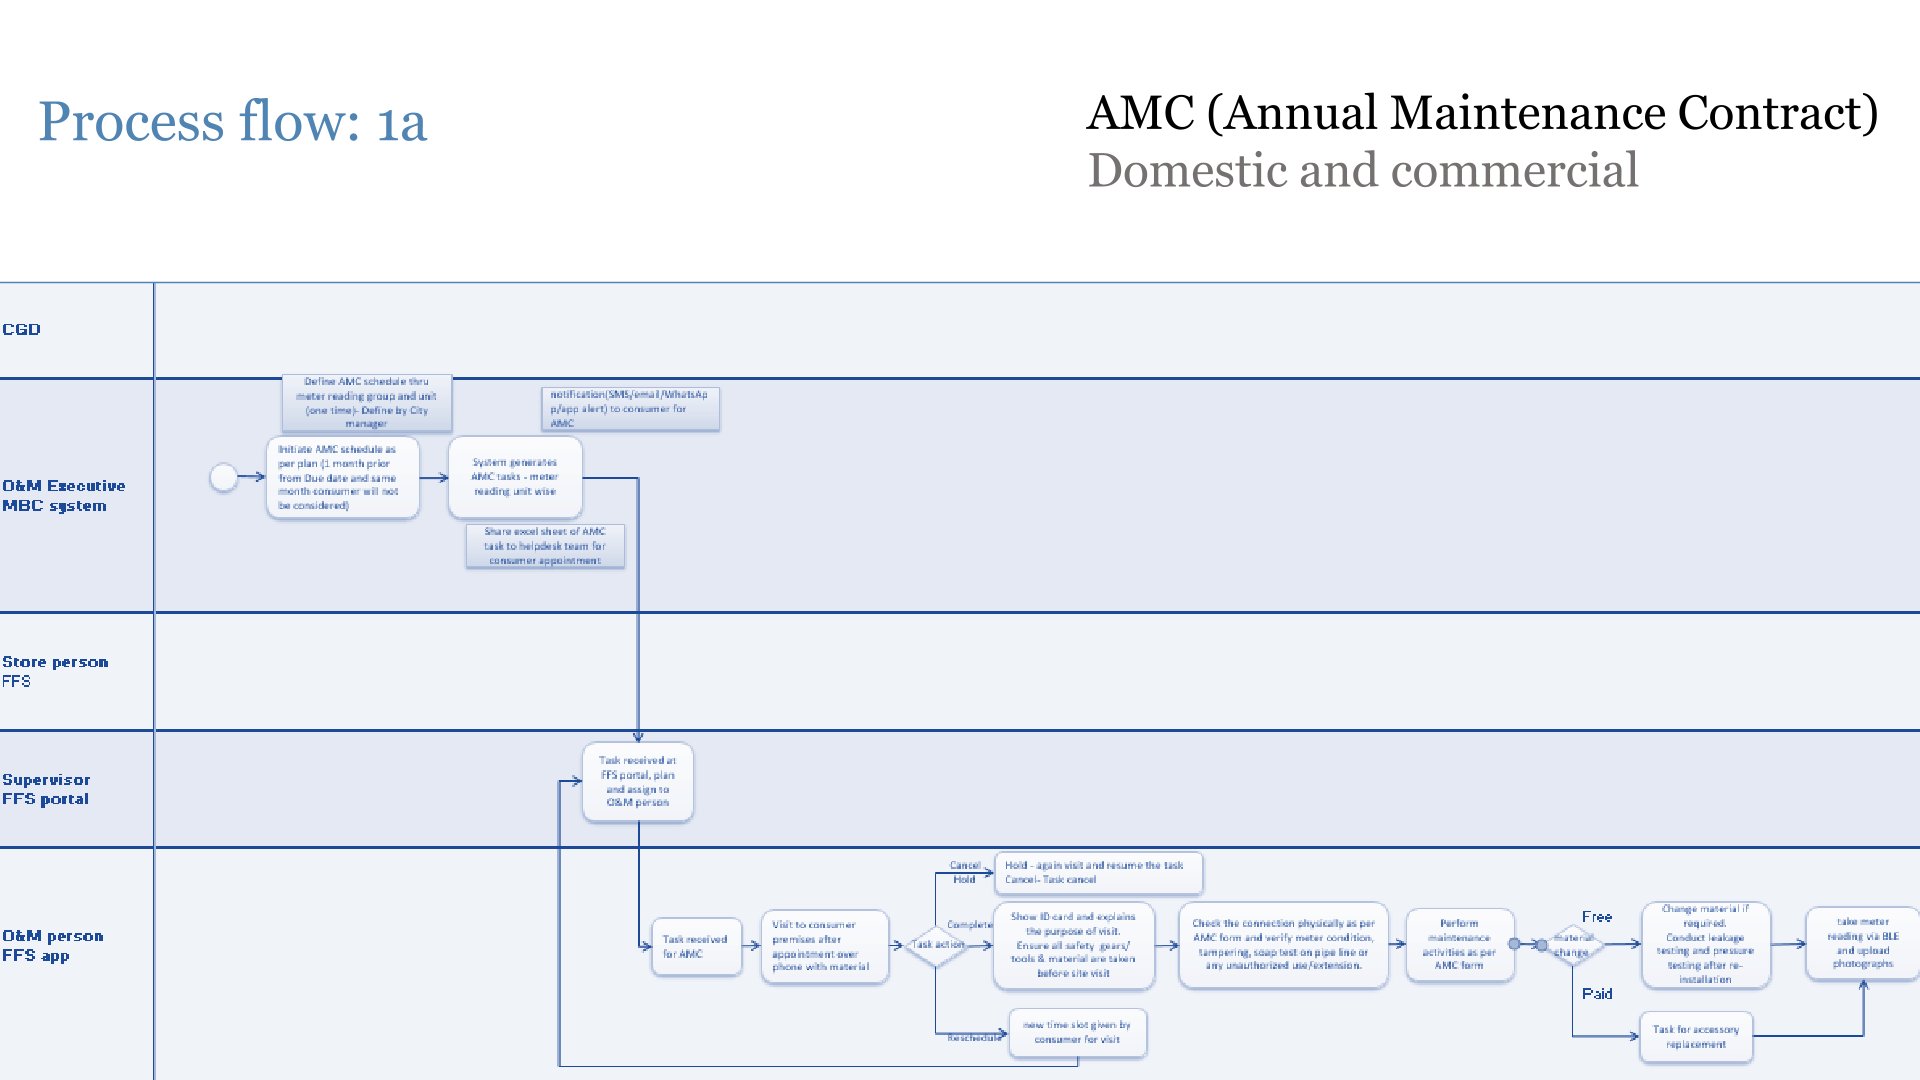 Process flow: 1a
AMC (Annual Maintenance Contract)
Domestic and commercial
CGD
O&M Executive
MBC system
Define AMC schedule thru
meter reading group and unit
(one time)- Define by City
manager
notification(SMS/email/WhatsAp
p/app alert) to consumer for
AMC
Initiate AMC schedule as
per plan (1 month prior
from Due date and same
month consumer will not
be considered)
System generates
AMC tasks - meter
reading unit wise
Share excel sheet of AMC
task to helpdesk team for
consumer appointment
Store person
FFS
Supervisor
FFS portal
Task received at
FFS portal, plan
and assign to
O&M person
O&M person
FFS app
Task received
for AMC
Visit to consumer
premises after
appointment over
phone with material
Task action
Cancel
Hold
Hold - again visit and resume the task
Cancel- Task cancel
Complete
Show ID card and explains
the purpose of visit.
Ensure all safety gears/
tools & material are taken
before site visit
Reschedule
new time slot given by
consumer for visit
Check the connection physically as per
AMC form and verify meter condition,
tampering, soap test on pipe line or
any unauthorized use/extension.
Perform
maintenance
activities as per
AMC form
material
change
Free
Paid
Change material if
required.
Conduct leakage
testing and pressure
testing after re-
installation
Task for accessory
replacement
take meter
reading via BLE
and upload
photographs